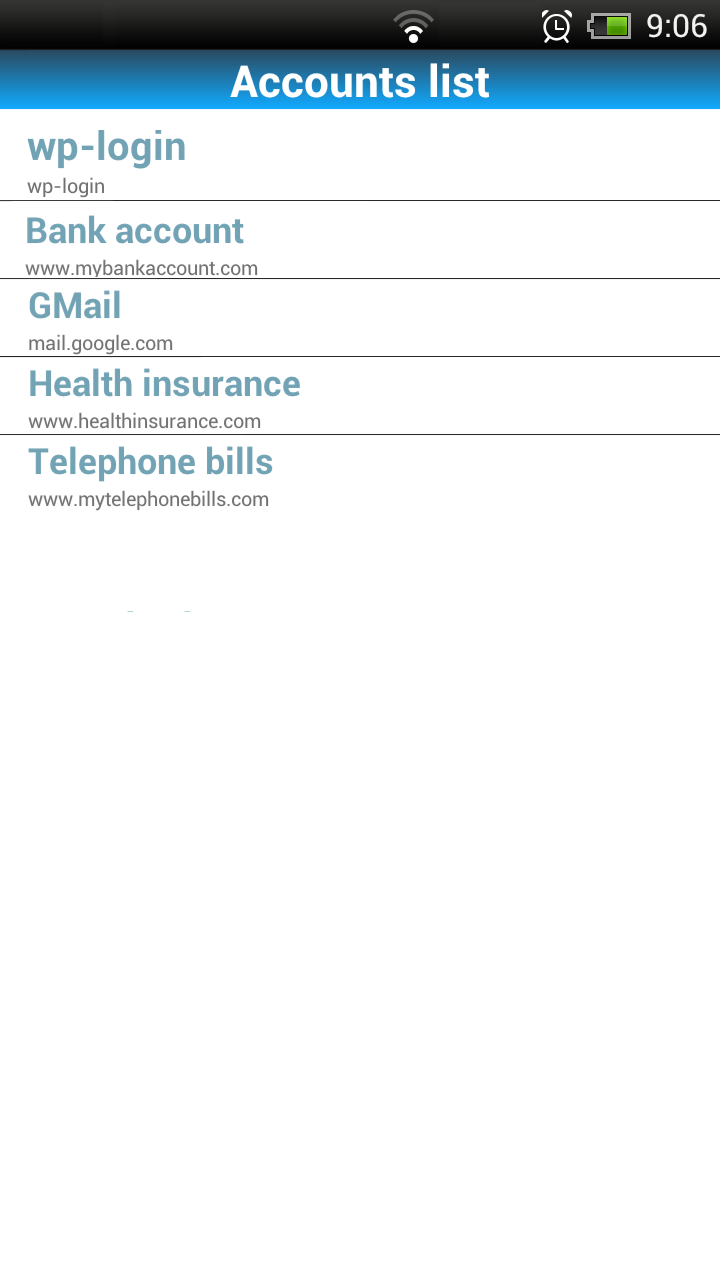 9:06
Accounts list
wp-login
wp-login
Bank account
www.mybankaccount.com
GMail
mail.google.com
Health insurance
www.healthinsurance.com
Telephone bills
www.mytelephonebills.com